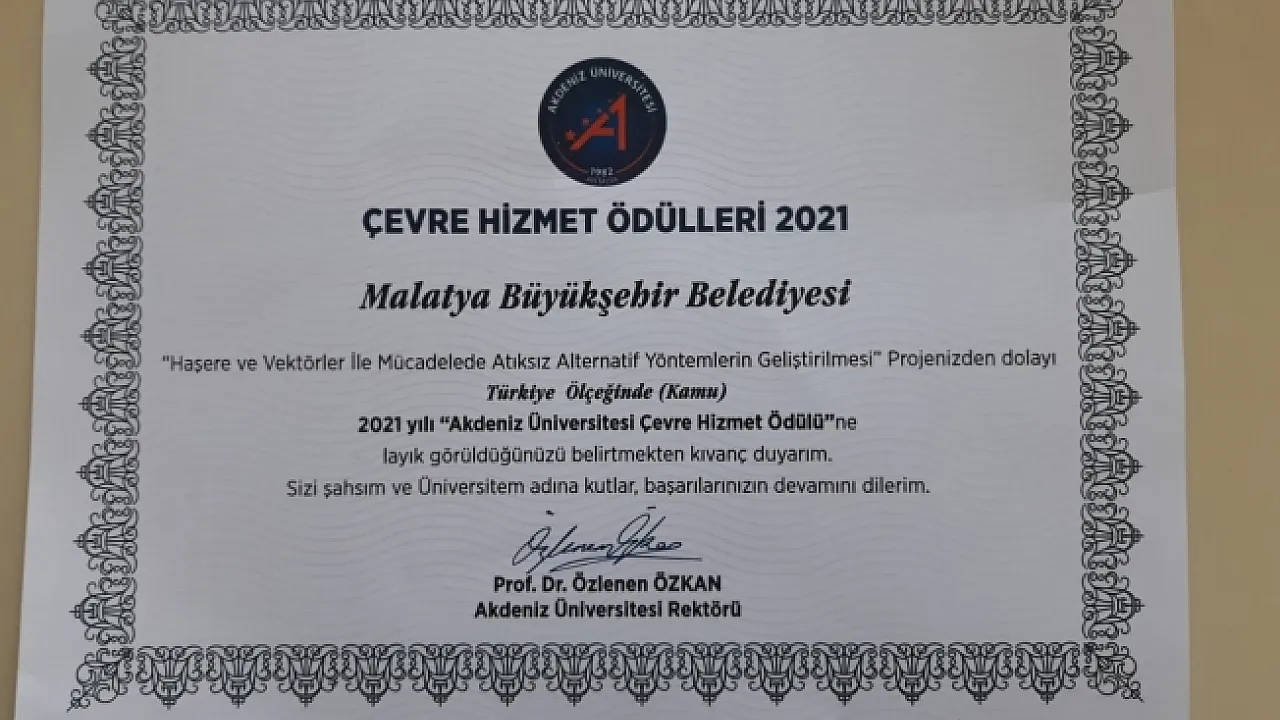 AKDENİZ ÜNİVERSİTESİ
1982
ÇEVRE HİZMET ÖDÜLLERİ 2021
Malatya Büyükşehir Belediyesi
"Haşere ve Vektörler İle Mücadelede Atıksız Alternatif Yöntemlerin Geliştirilmesi" Projenizden dolayı
Türkiye Ölçeğinde (Kamu)
2021 yılı “Akdeniz Üniversitesi Çevre Hizmet Ödülü”ne
layık görüldüğünüzü belirtmekten kıvanç duyarım.
Sizi şahsım ve Üniversitem adına kutlar, başarılarınızın devamını dilerim.
Özlenen Özkan
Prof. Dr. Özlenen ÖZKAN
Akdeniz Üniversitesi Rektörü